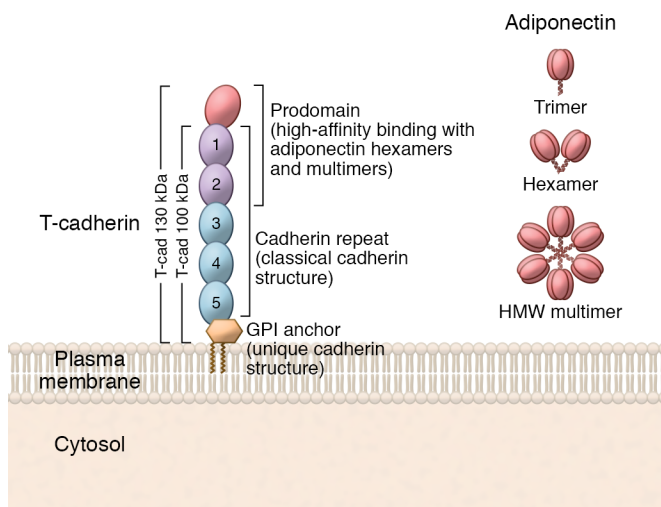 Adiponectin
Trimer
Hexamer
HMW multimer
T-cadherin
T-cad 130 kDa
T-cad 100 kDa
1
2
3
4
5
Prodomain
(high-affinity binding with
adiponectin hexamers
and multimers)
Cadherin repeat
(classical cadherin
structure)
GPI anchor
(unique cadherin
structure)
Plasma
membrane
Cytosol